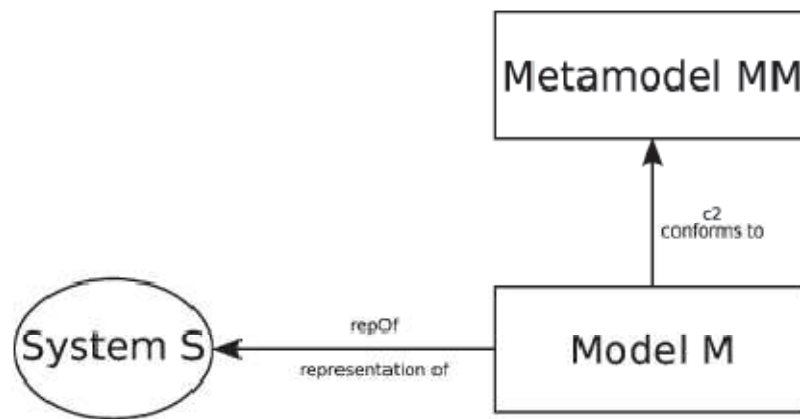 Metamodel MM
c2
conforms to
repOf
System S
Model M
representation of